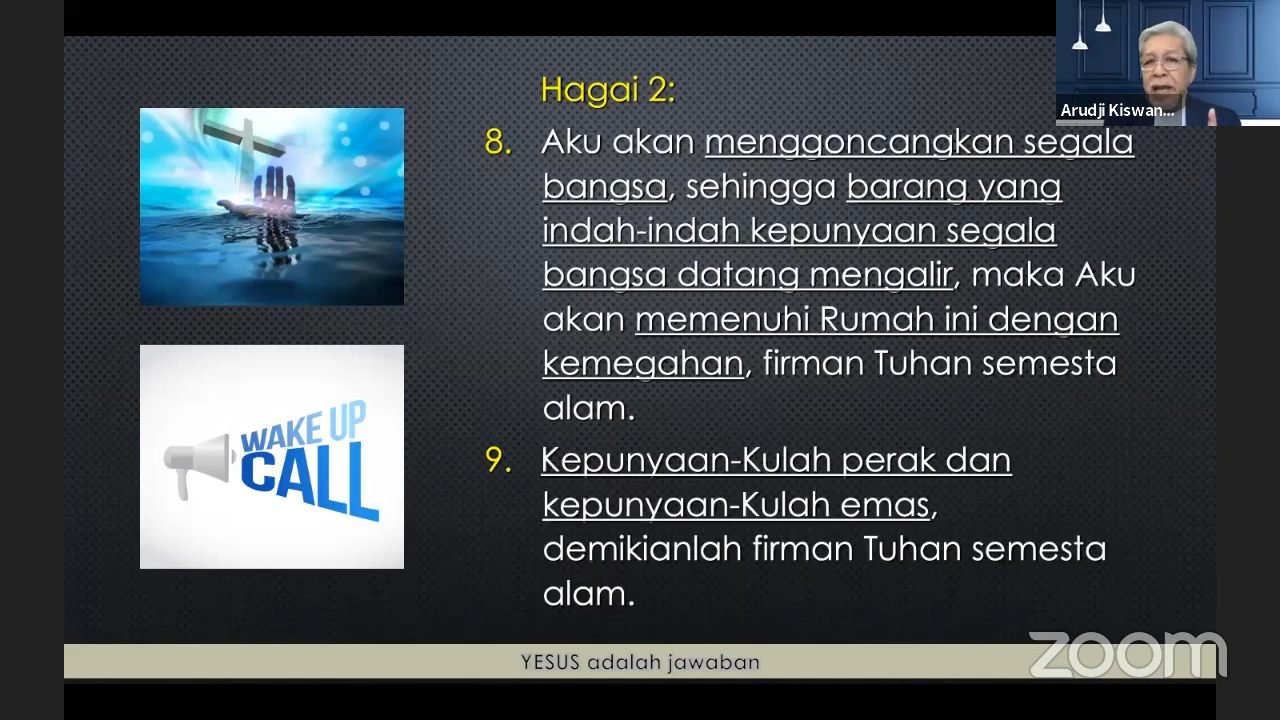 Arudji Kiswan...
Hagai 2:
8. Aku akan menggoncangkan segala
bangsa, sehingga barang yang
indah-indah kepunyaan segala
bangsa datang mengalir, maka Aku
akan memenuhi Rumah ini dengan
kemegahan, firman Tuhan semesta
alam.
9. Kepunyaan-Kulah perak dan
kepunyaan-Kulah emas,
demikianlah firman Tuhan semesta
alam.
WAKE UP
CALL
YESUS adalah jawaban
zoom